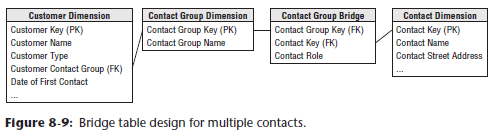 Customer Dimension
Customer Key (PK)
Customer Name
Customer Type
Customer Contact Group (FK)
Date of First Contact
...
Contact Group Dimension
Contact Group Key (PK)
Contact Group Name
Contact Group Bridge
Contact Group Key (FK)
Contact Key (FK)
Contact Role
Contact Dimension
Contact Key (PK)
Contact Name
Contact Street Address
...
Figure 8-9: Bridge table design for multiple contacts.